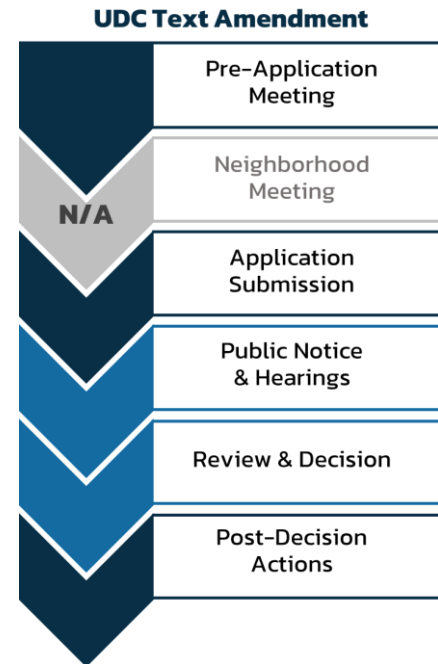 UDC Text Amendment
Pre-Application
Meeting
N/A
Neighborhood
Meeting
Application
Submission
Public Notice
& Hearings
Review & Decision
Post-Decision
Actions